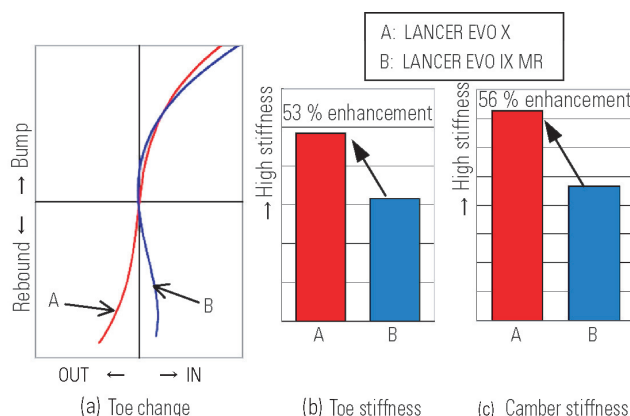 A: LANCER EVO X
B: LANCER EVO IX MR
Rebound ← → Bump
A
B
OUT ← → IN
(a) Toe change
→ High stiffness
53 % enhancement
A B
(b) Toe stiffness
→ High stiffness
56 % enhancement
A B
(c) Camber stiffness